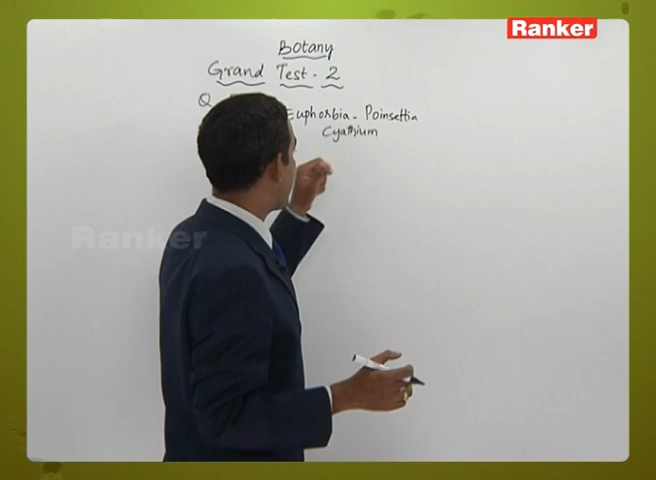 Ranker
Botany
Grand Test - 2
Q
Euphorbia - Poinsettia
Cyathium
Ranker